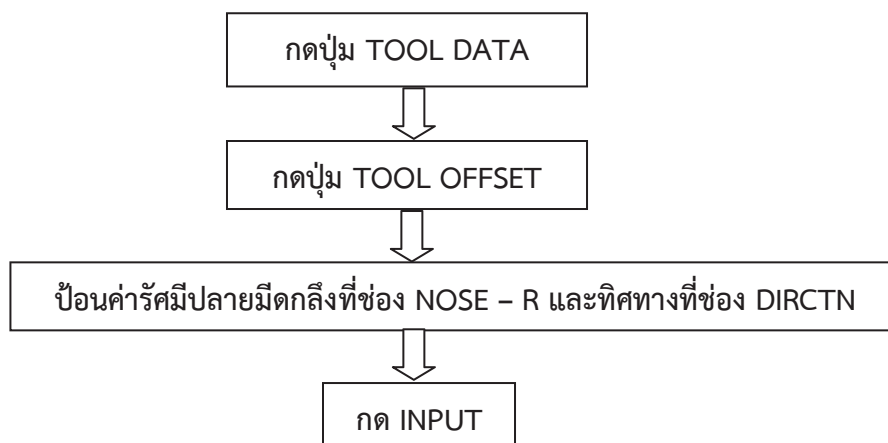 กดปุ่ม TOOL DATA
กดปุ่ม TOOL OFFSET
ป้อนค่ารัศมีปลายมีดกลึงที่ช่อง NOSE – R และทิศทางที่ช่อง DIRCTN
กด INPUT